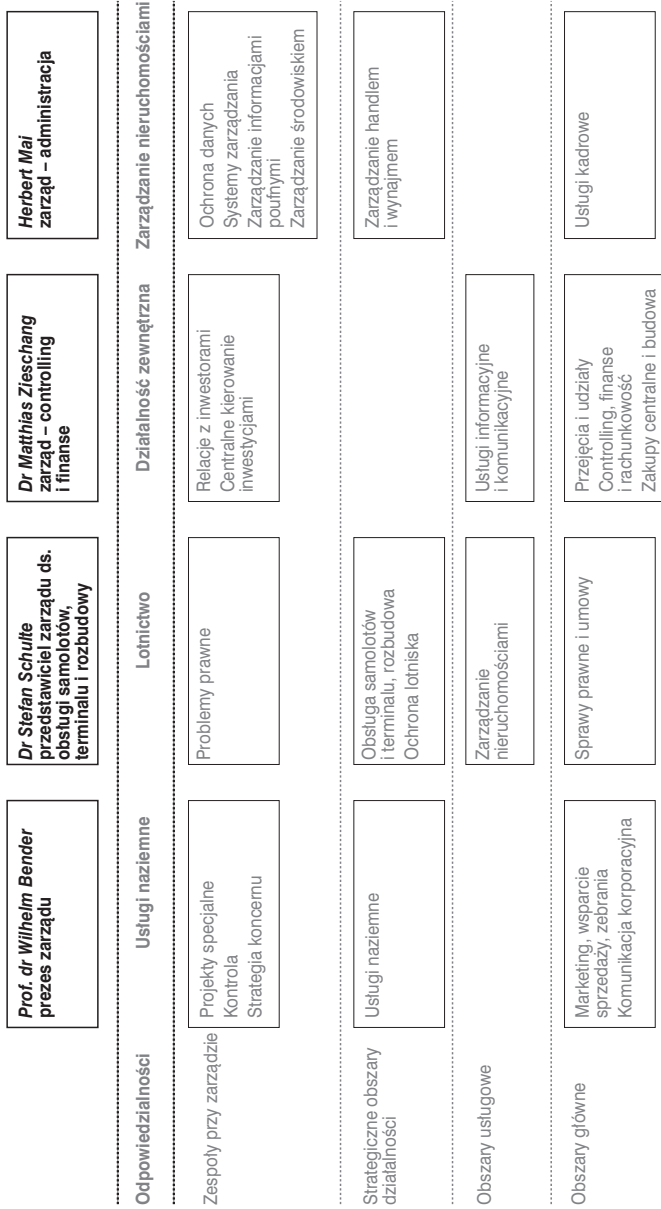 Prof. dr Wilhelm Bender
prezes zarządu
Dr Stefan Schulte
przedstawiciel zarządu ds.
obsługi samolotów,
terminalu i rozbudowy
Dr Matthias Zieschang
zarząd – controlling
i finanse
Herbert Mai
zarząd – administracja
Odpowiedzialności
Usługi naziemne
Lotnictwo
Działalność zewnętrzna
Zarządzanie nieruchomościami
Zespoły przy zarządzie
Projekty specjalne
Kontrola
Strategia koncernu
Problemy prawne
Relacje z inwestorami
Centralne kierowanie
inwestycjami
Ochrona danych
Systemy zarządzania
Zarządzanie informacjami
poufnymi
Zarządzanie środowiskiem
Strategiczne obszary
działalności
Usługi naziemne
Obsługa samolotów
i terminalu, rozbudowa
Ochrona lotniska
Zarządzanie handlem
i wynajmem
Obszary usługowe
Zarządzanie
nieruchomościami
Usługi informacyjne
i komunikacyjne
Obszary główne
Marketing, wsparcie
sprzedaży, zebrania
Komunikacja korporacyjna
Sprawy prawne i umowy
Przejęcia i udziały
Controlling, finanse
i rachunkowość
Zakupy centralne i budowa
Usługi kadrowe